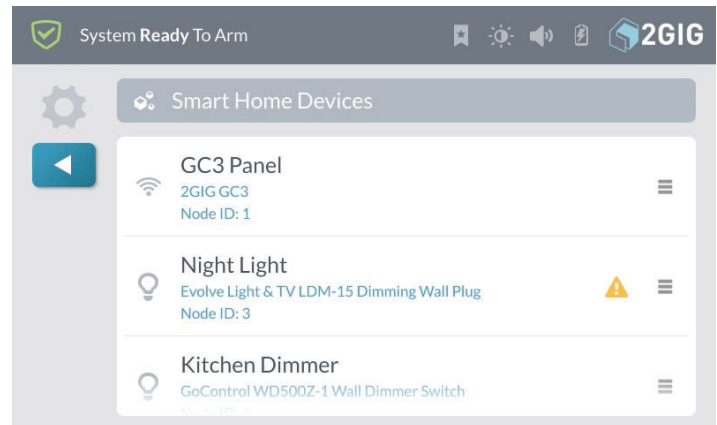 System Ready To Arm
2GIG
Smart Home Devices
GC3 Panel
2GIG GC3
Node ID: 1
Night Light
Evolve Light & TV LDM-15 Dimming Wall Plug
Node ID: 3
Kitchen Dimmer
GoControl WD500Z-1 Wall Dimmer Switch